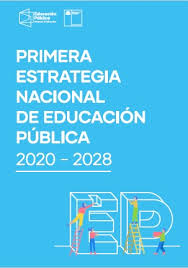 Educación
Pública
PRIMERA
ESTRATEGIA
NACIONAL
DE EDUCACIÓN
PÚBLICA
2020 – 2028
EP